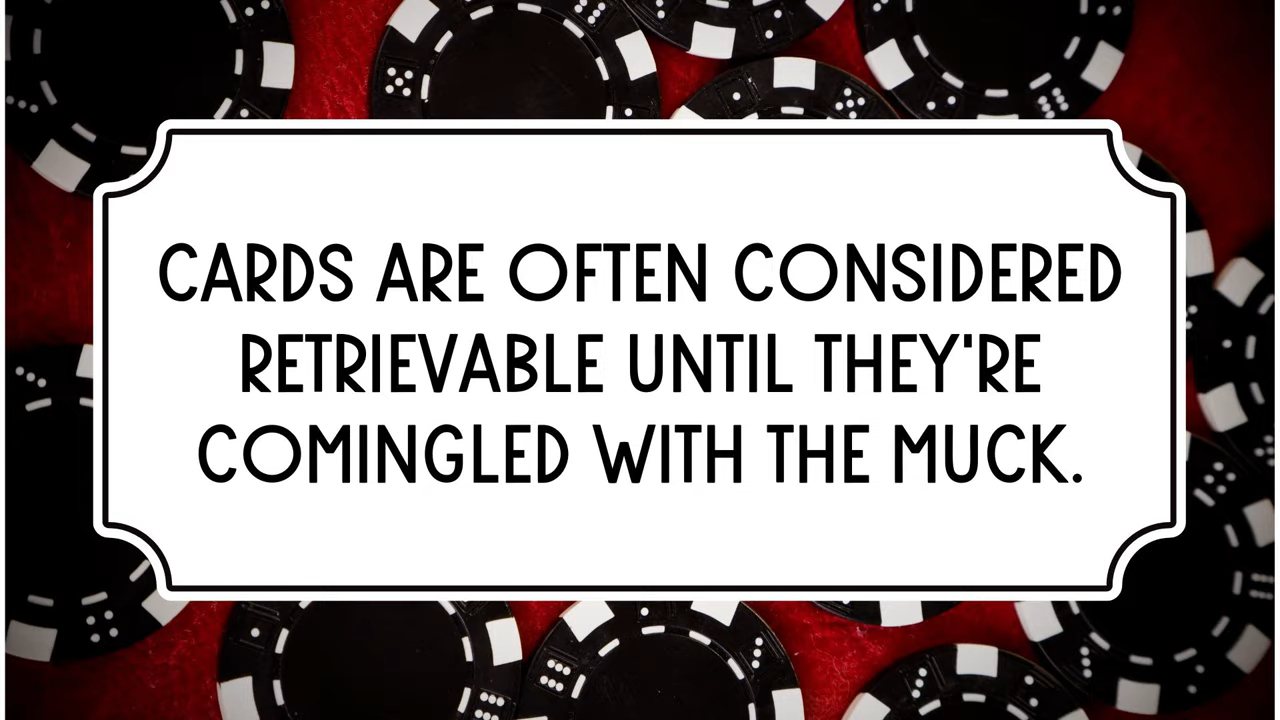 CARDS ARE OFTEN CONSIDERED
RETRIEVABLE UNTIL THEY'RE
COMINGLED WITH THE MUCK.